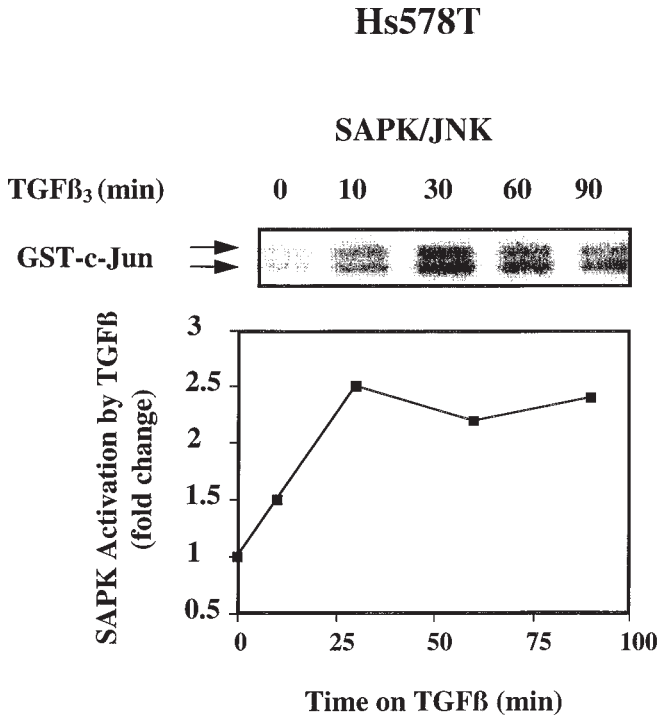 Hs578T
SAPK/JNK
TGFß₃ (min) 0 10 30 60 90
GST-c-Jun
SAPK Activation by TGFß
(fold change)
3
2.5
2
1.5
1
0.5
0 25 50 75 100
Time on TGFß (min)